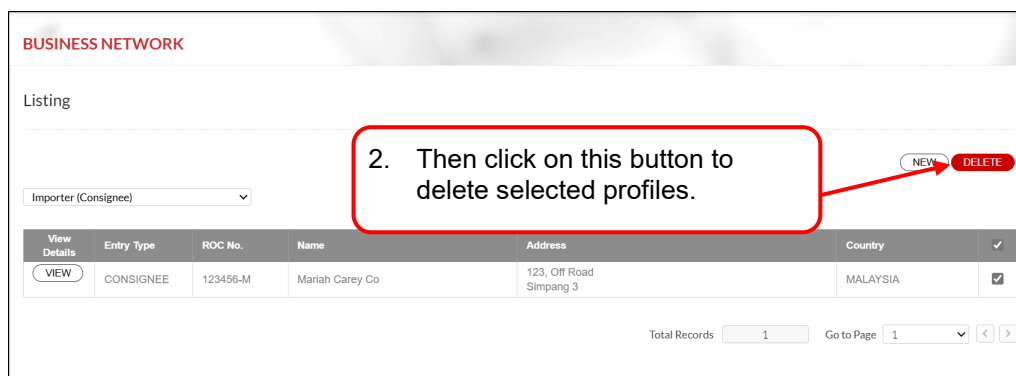 BUSINESS NETWORK
Listing
2. Then click on this button to
delete selected profiles.
NEW DELETE
Importer (Consignee)
View Details Entry Type ROC No. Name Address Country
VIEW CONSIGNEE 123456-M Mariah Carey Co 123, Off Road MALAYSIA
Simpang 3
Total Records 1 Go to Page 1 < >